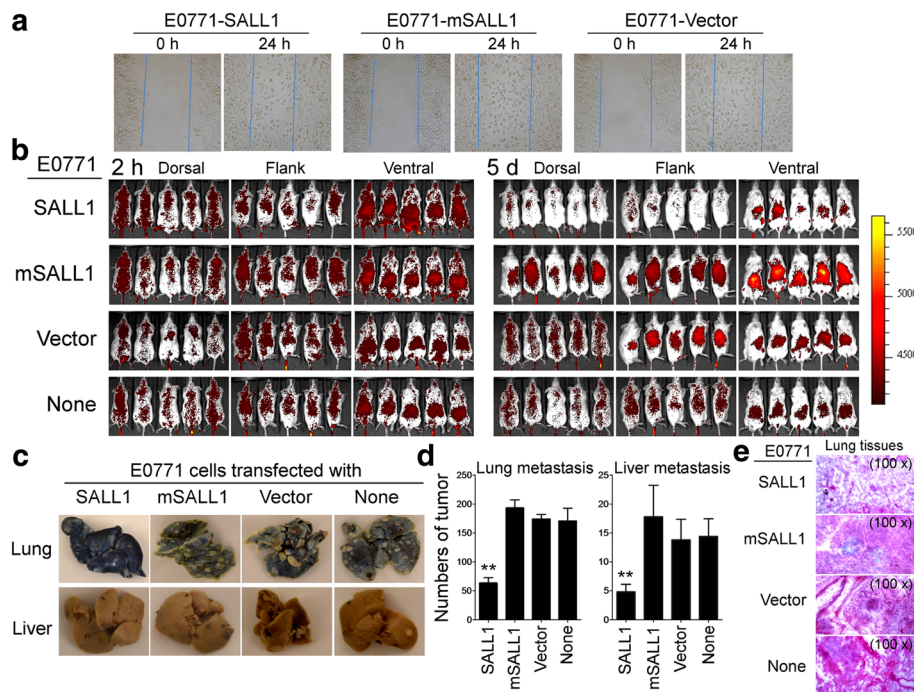 a
E0771-SALL1
E0771-mSALL1
E0771-Vector
0 h
24 h
0 h
24 h
0 h
24 h
b
E0771
2 h
Dorsal
Flank
Ventral
5 d
Dorsal
Flank
Ventral
SALL1
mSALL1
Vector
None
5500
5000
4500
c
E0771 cells transfected with
SALL1
mSALL1
Vector
None
Lung
Liver
d
Lung metastasis
Liver metastasis
Numbers of tumor
250
200
150
100
50
0
**
SALL1
mSALL1
Vector
None
25
20
15
10
5
0
**
SALL1
mSALL1
Vector
None
e
E0771
Lung tissues
SALL1
(100 x)
mSALL1
(100 x)
Vector
(100 x)
None
(100 x)